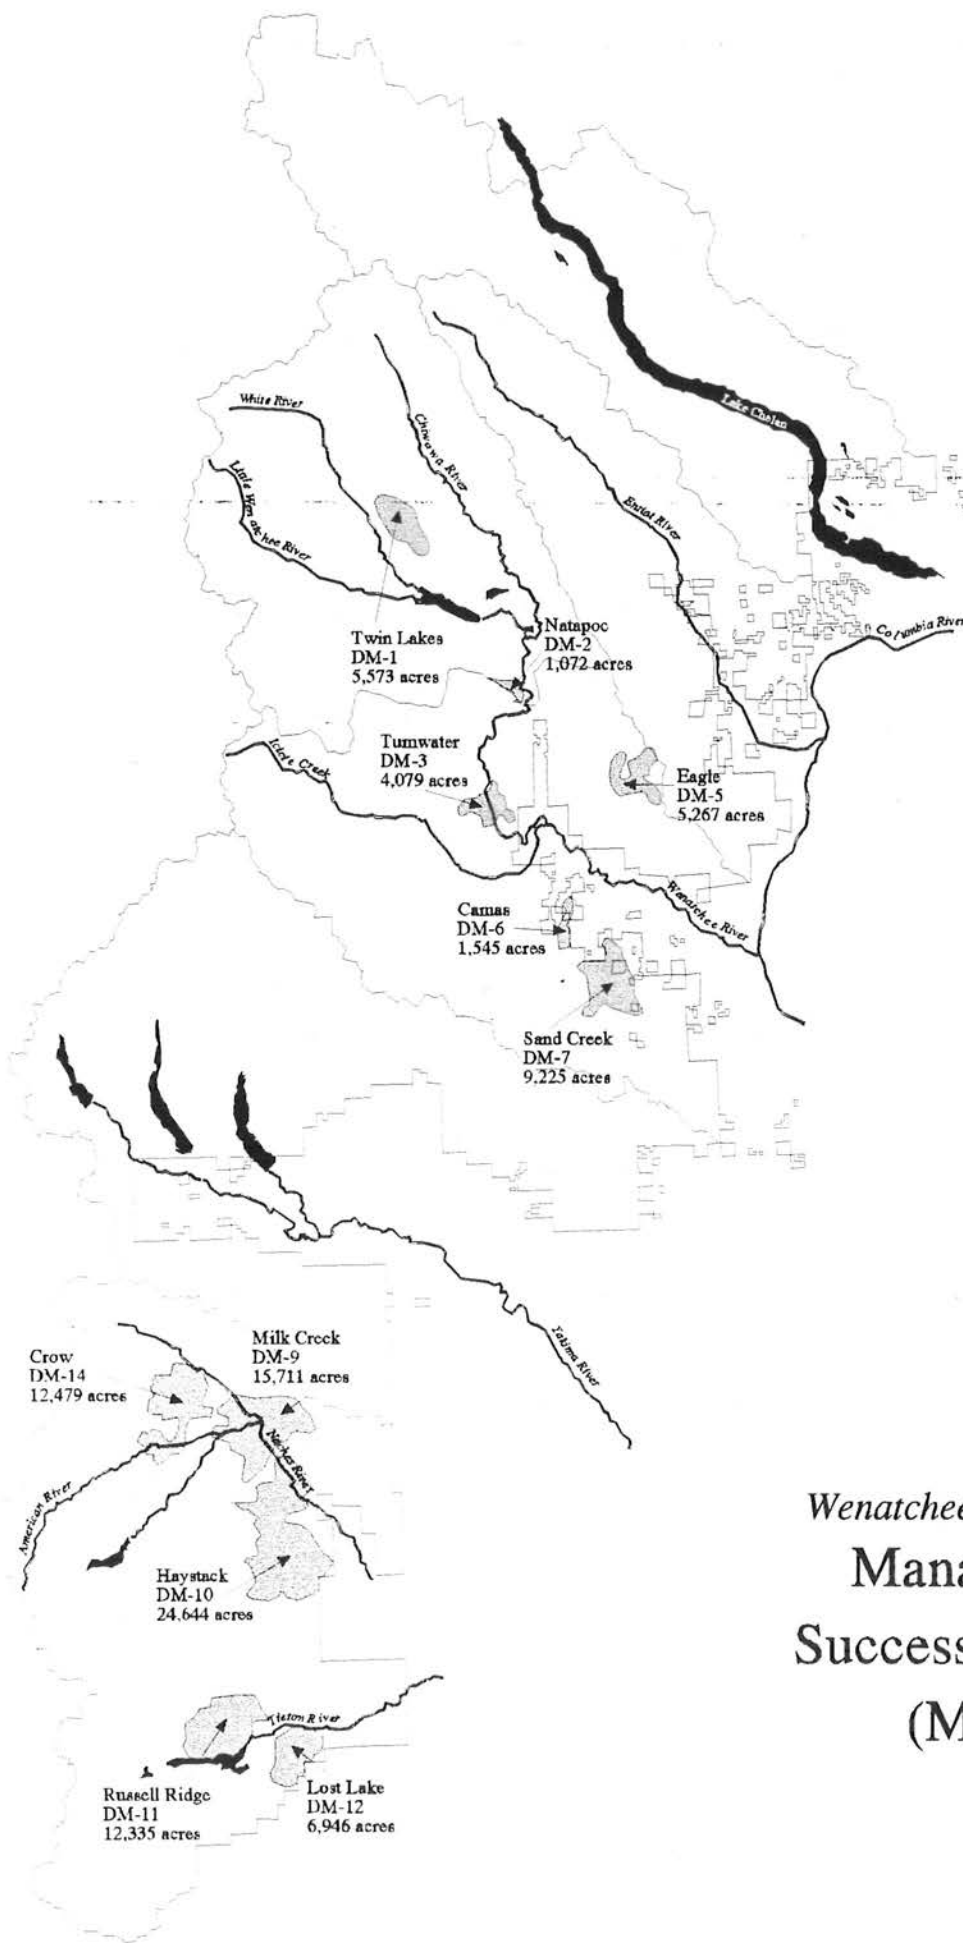 White River
Chiwawa River
Lake Chelan
Little Wenatchee River
Entiat River
Columbia River
Twin Lakes
DM-1
5,573 acres
Natapoc
DM-2
1,072 acres
Icicle Creek
Tumwater
DM-3
4,079 acres
Eagle
DM-5
5,267 acres
Wenatchee River
Camas
DM-6
1,545 acres
Sand Creek
DM-7
9,225 acres
Yakima River
Crow
DM-14
12,479 acres
Milk Creek
DM-9
15,711 acres
Naches River
American River
Haystack
DM-10
24,644 acres
Wenatchee
Mana
Success
(M
Tieton River
Russell Ridge
DM-11
12,335 acres
Lost Lake
DM-12
6,946 acres